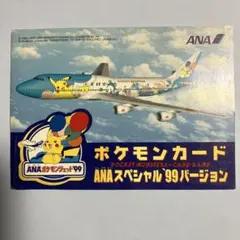 ANA
ANAポケモンジェット'99
ポケモンカード
POCKET MONSTERS CARD GAME
ANAスペシャル'99バージョン